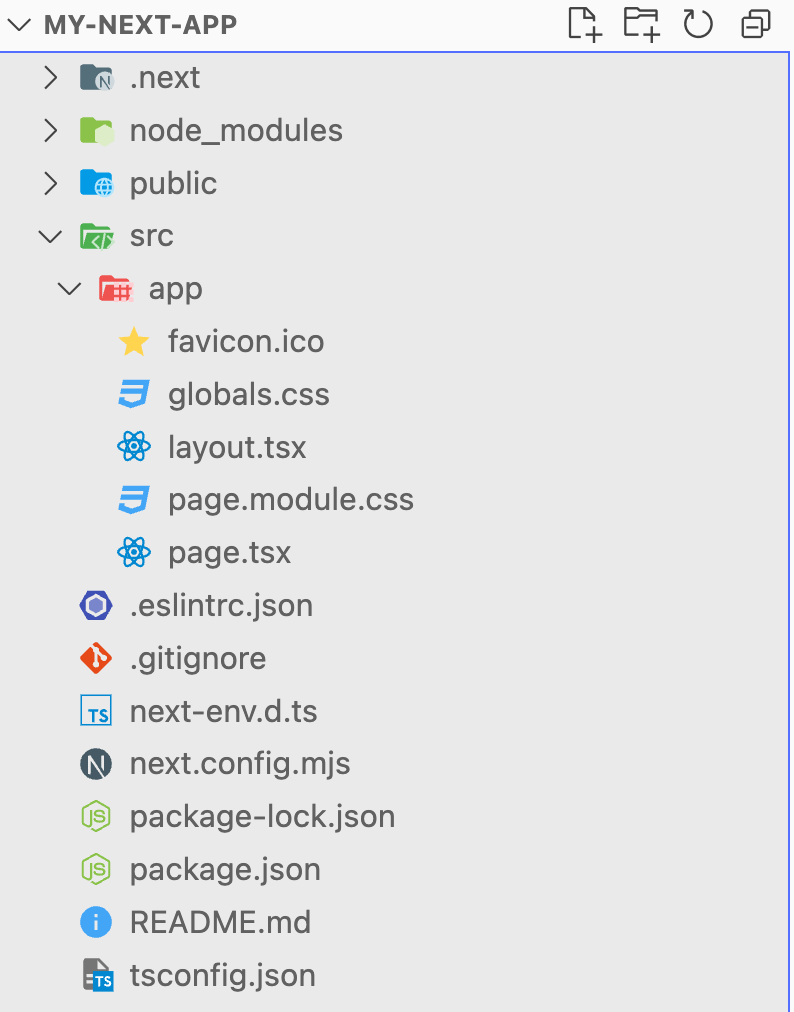 MY-NEXT-APP
.next
node_modules
public
src
app
favicon.ico
globals.css
layout.tsx
page.module.css
page.tsx
.eslintrc.json
.gitignore
next-env.d.ts
next.config.mjs
package-lock.json
package.json
README.md
tsconfig.json